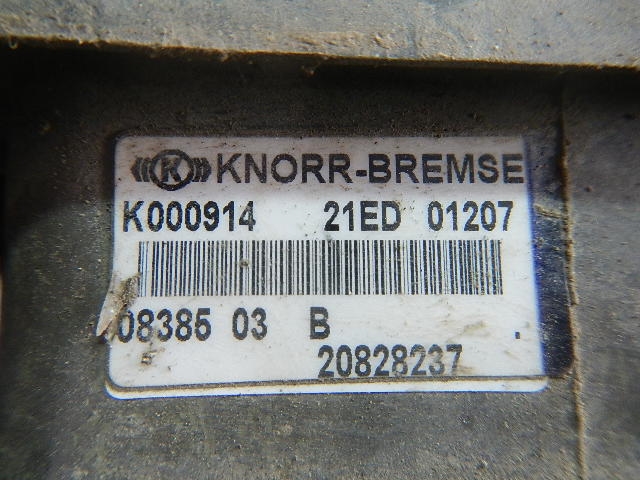 K KNORR-BREMSE
K000914 21ED 01207
08385 03 B .
20828237